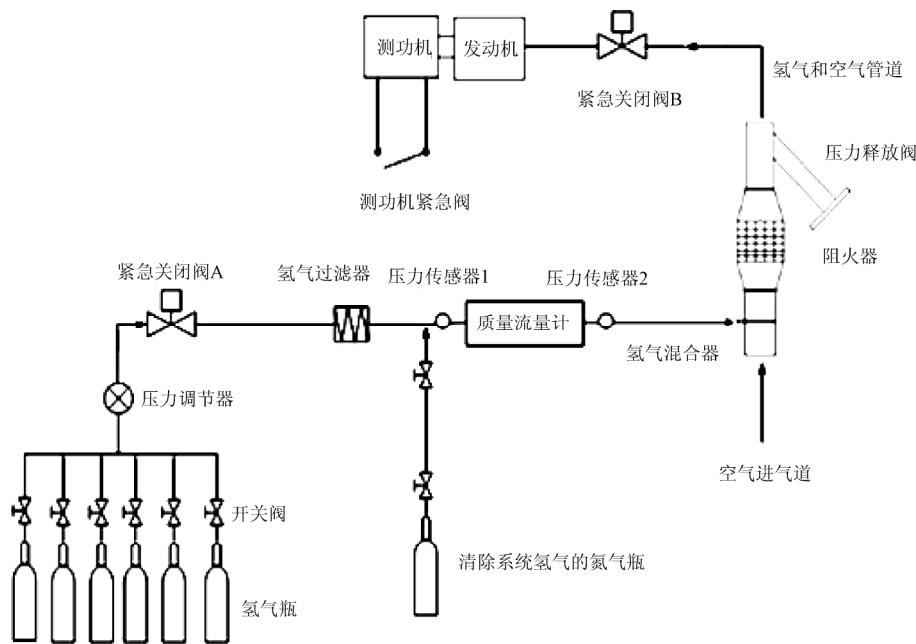 测功机
发动机
紧急关闭阀B
氢气和空气管道
压力释放阀
测功机紧急阀
阻火器
紧急关闭阀A
氢气过滤器
压力传感器1
压力传感器2
质量流量计
氢气混合器
压力调节器
空气进气道
开关阀
清除系统氢气的氮气瓶
氢气瓶